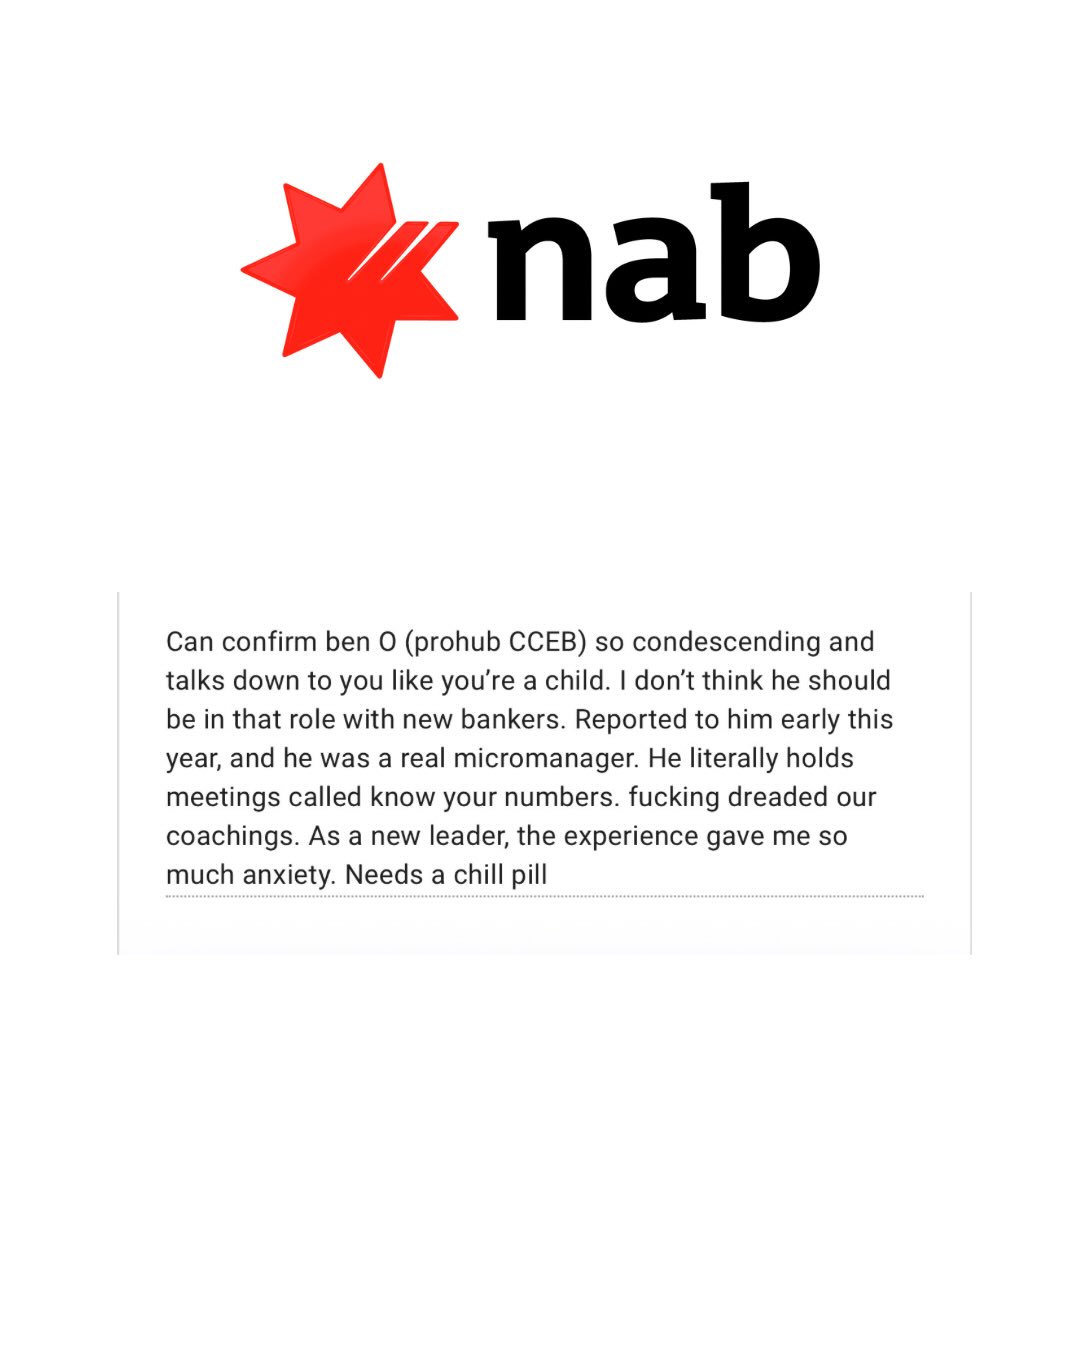 nab
Can confirm ben O (prohub CCEB) so condescending and
talks down to you like you’re a child. I don’t think he should
be in that role with new bankers. Reported to him early this
year, and he was a real micromanager. He literally holds
meetings called know your numbers. fucking dreaded our
coachings. As a new leader, the experience gave me so
much anxiety. Needs a chill pill